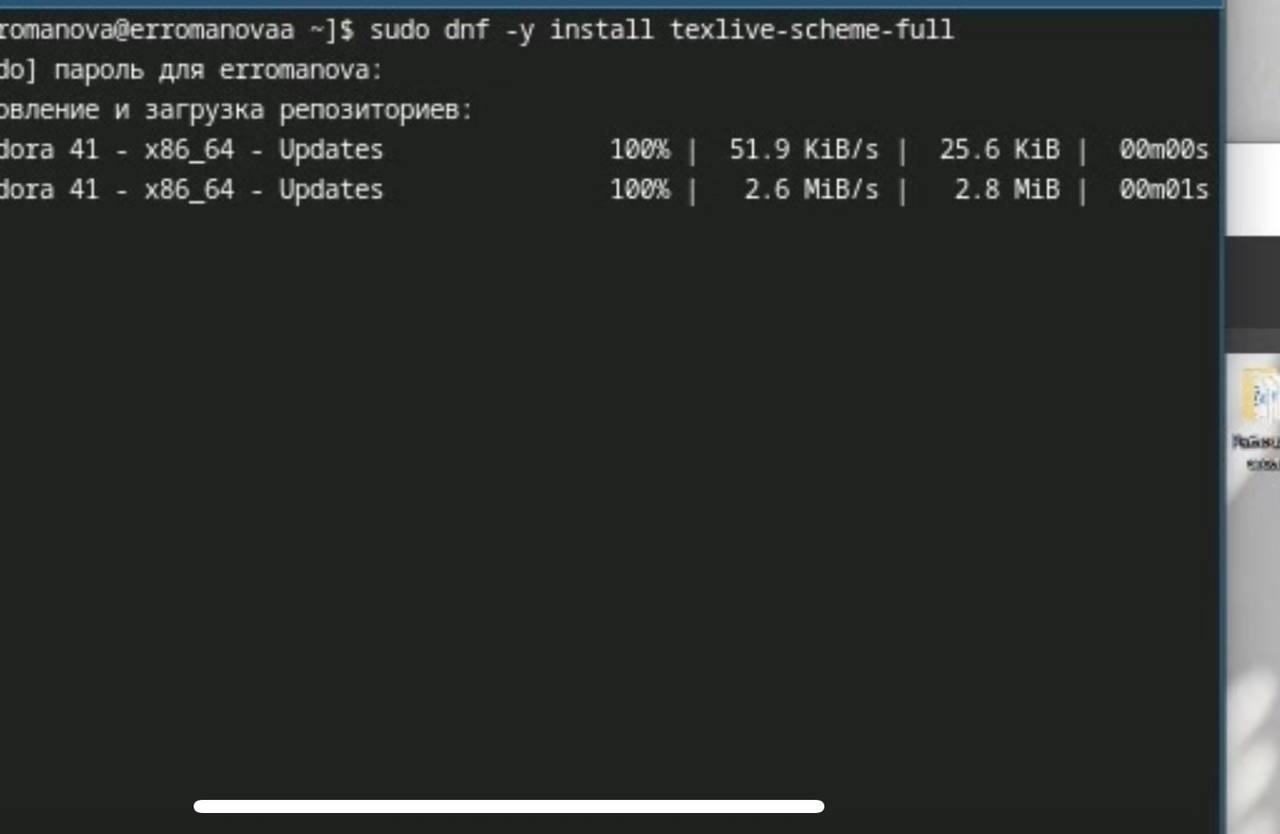 romanova@erromanovaa ~]$ sudo dnf -y install texlive-scheme-full
do] пароль для erromanova:
овление и загрузка репозиториев:
dora 41 - x86_64 - Updates 100% | 51.9 KiB/s | 25.6 KiB | 00m00s
dora 41 - x86_64 - Updates 100% | 2.6 MiB/s | 2.8 MiB | 00m01s